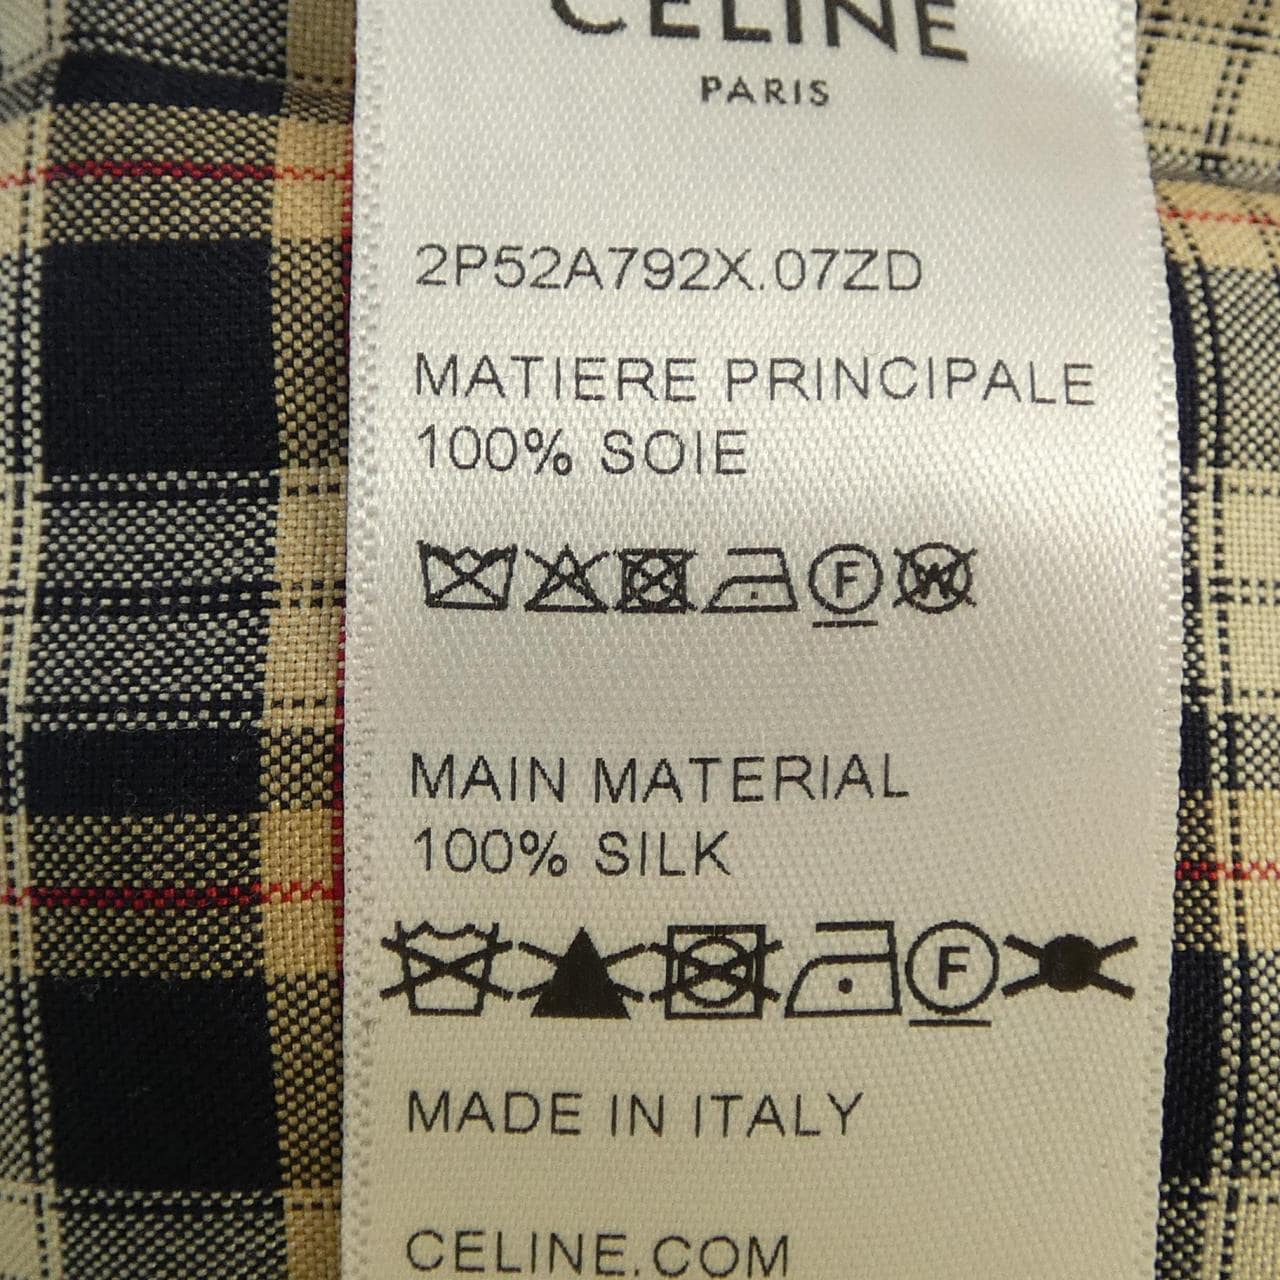 CELINE
PARIS
2P52A792X.07ZD
MATIERE PRINCIPALE
100% SOIE
F W
MAIN MATERIAL
100% SILK
F
MADE IN ITALY
CELINE.COM